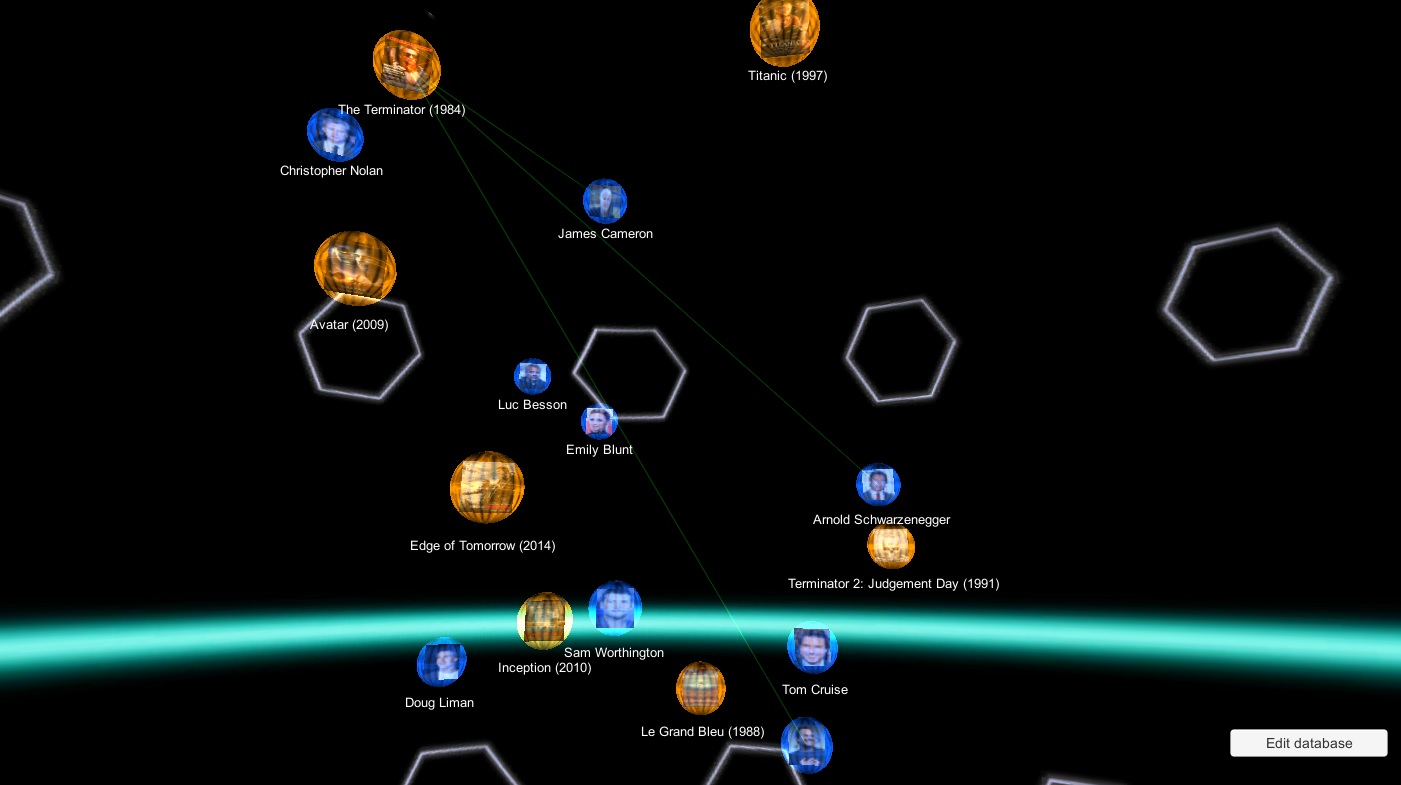 Titanic (1997)
The Terminator (1984)
Christopher Nolan
James Cameron
Avatar (2009)
Luc Besson
Emily Blunt
Arnold Schwarzenegger
Edge of Tomorrow (2014)
Terminator 2: Judgement Day (1991)
Sam Worthington
Inception (2010)
Tom Cruise
Doug Liman
Le Grand Bleu (1988)
Edit database